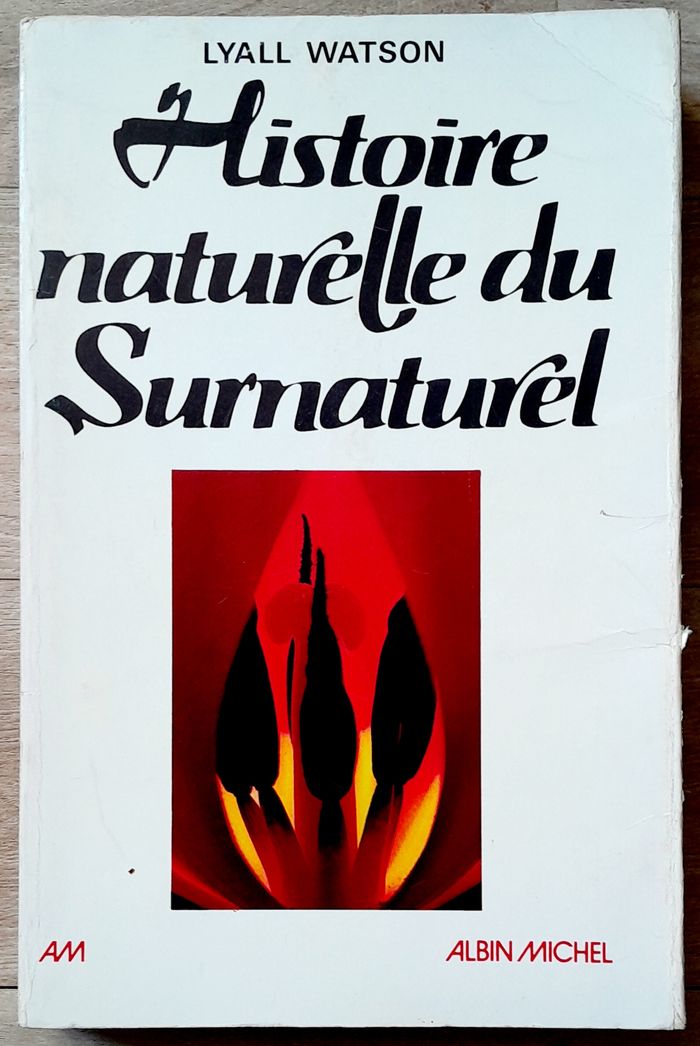 LYALL WATSON
Histoire
naturelle du
Surnaturel
AM
ALBIN MICHEL